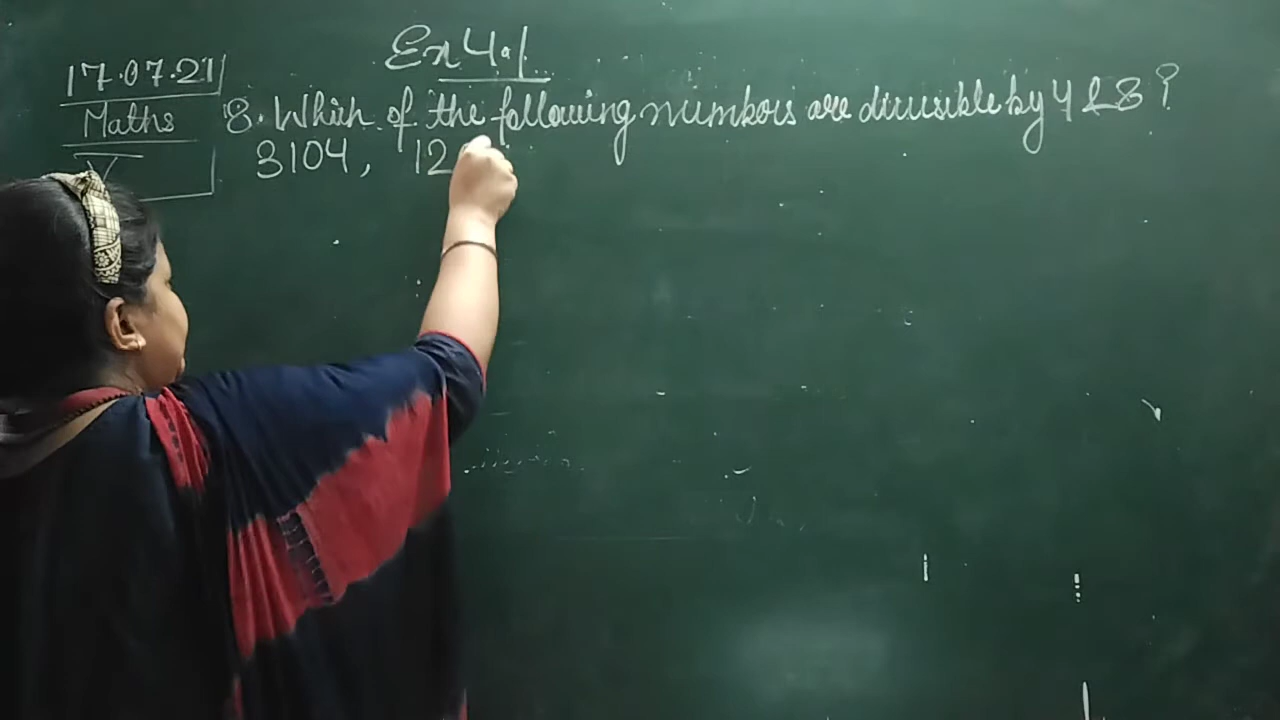 Ex 4.1
17.07.21
Maths
V
8. Which of the following numbers are divisible by 4 & 8 ?
3104, 12